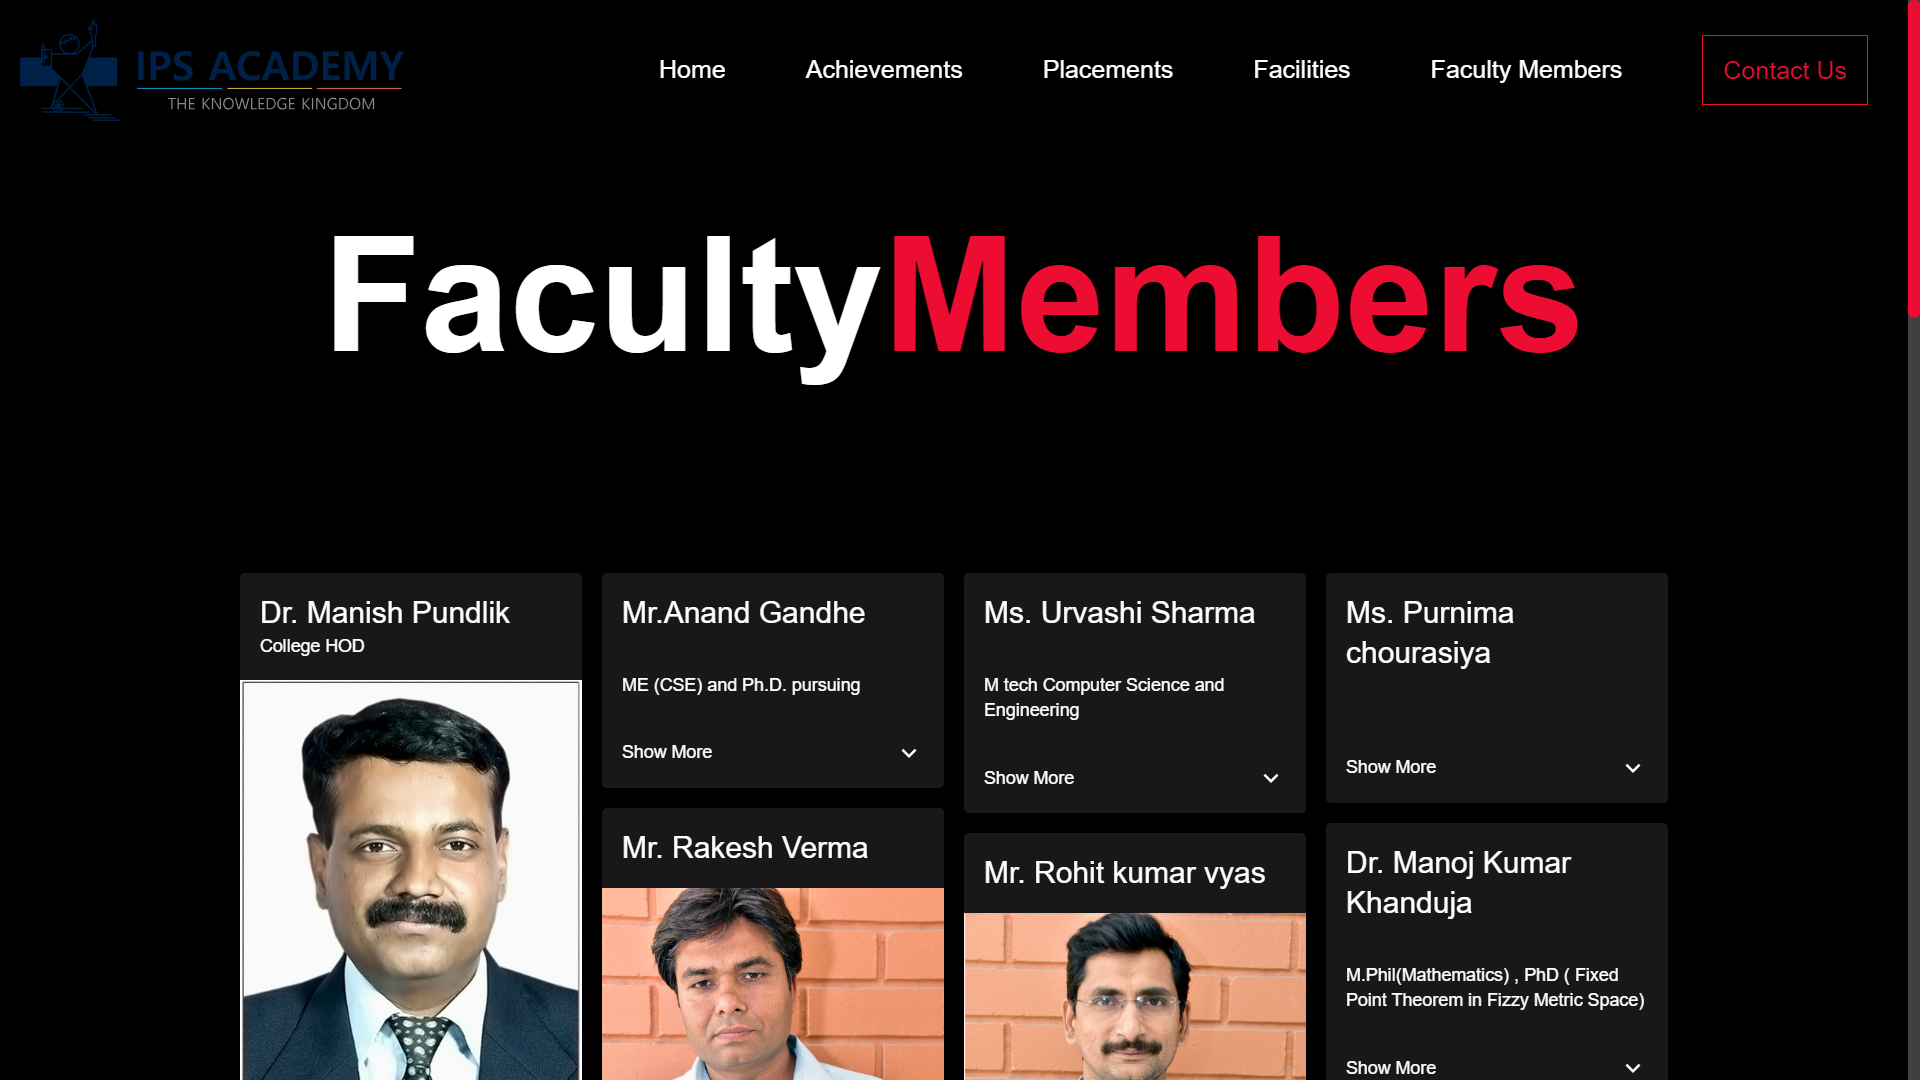 IPS ACADEMY
THE KNOWLEDGE KINGDOM
Home
Achievements
Placements
Facilities
Faculty Members
Contact Us
FacultyMembers
Dr. Manish Pundlik
College HOD
Mr.Anand Gandhe
ME (CSE) and Ph.D. pursuing
Show More
Mr. Rakesh Verma
Ms. Urvashi Sharma
M tech Computer Science and
Engineering
Show More
Mr. Rohit kumar vyas
Ms. Purnima
chourasiya
Show More
Dr. Manoj Kumar
Khanduja
M.Phil(Mathematics) , PhD ( Fixed
Point Theorem in Fizzy Metric Space)
Show More